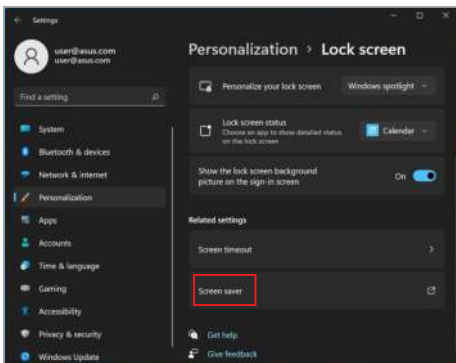 Settings
user@asus.com
user@asus.com
Find a setting
System
Bluetooth & devices
Network & internet
Personalization
Apps
Accounts
Time & language
Gaming
Accessibility
Privacy & security
Windows Update
Personalization > Lock screen
Personalize your lock screen
Windows spotlight
Lock screen status
Choose an app to show detailed status
on the lock screen
Calendar
Show the lock screen background
picture on the sign-in screen
On
Related settings
Screen timeout
Screen saver
Get help
Give feedback